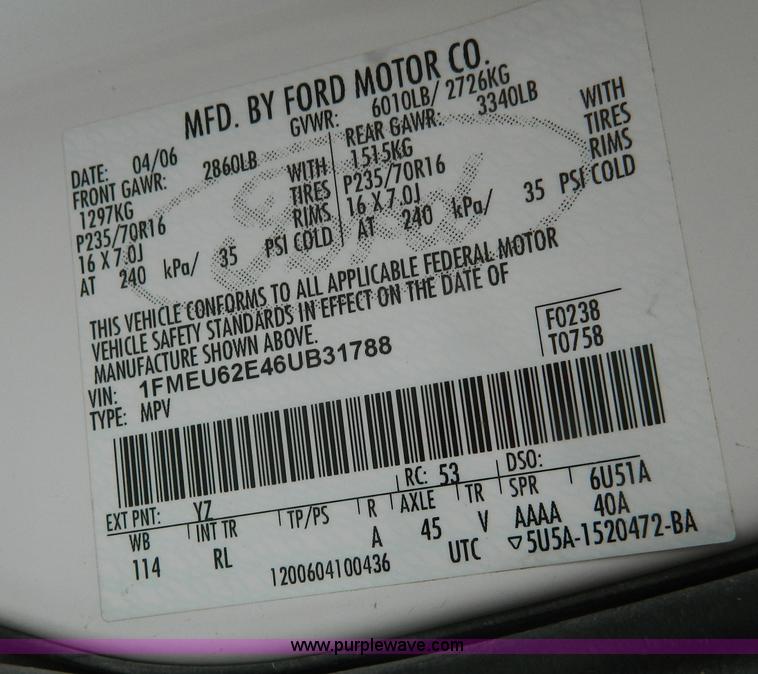 MFD. BY FORD MOTOR CO.
DATE: 04/06 GVWR: 6010LB/ 2726KG
FRONT GAWR: 2860LB REAR GAWR: 3340LB
1297KG WITH 1515KG WITH
P235/70R16 TIRES P235/70R16 TIRES
16 X 7.0J RIMS 16 X 7.0J RIMS
AT 240 kPa/ 35 PSI COLD AT 240 kPa/ 35 PSI COLD
Ford
THIS VEHICLE CONFORMS TO ALL APPLICABLE FEDERAL MOTOR
VEHICLE SAFETY STANDARDS IN EFFECT ON THE DATE OF
MANUFACTURE SHOWN ABOVE.
F0238
T0758
VIN: 1FMEU62E46UB31788
TYPE: MPV
EXT PNT: YZ RC: 53 DSO:
WB INT TR TP/PS R AXLE TR SPR 6U51A
114 RL A 45 V AAAA 40A
1200604100436 UTC ▽5U5A-1520472-BA
www.purplewave.com